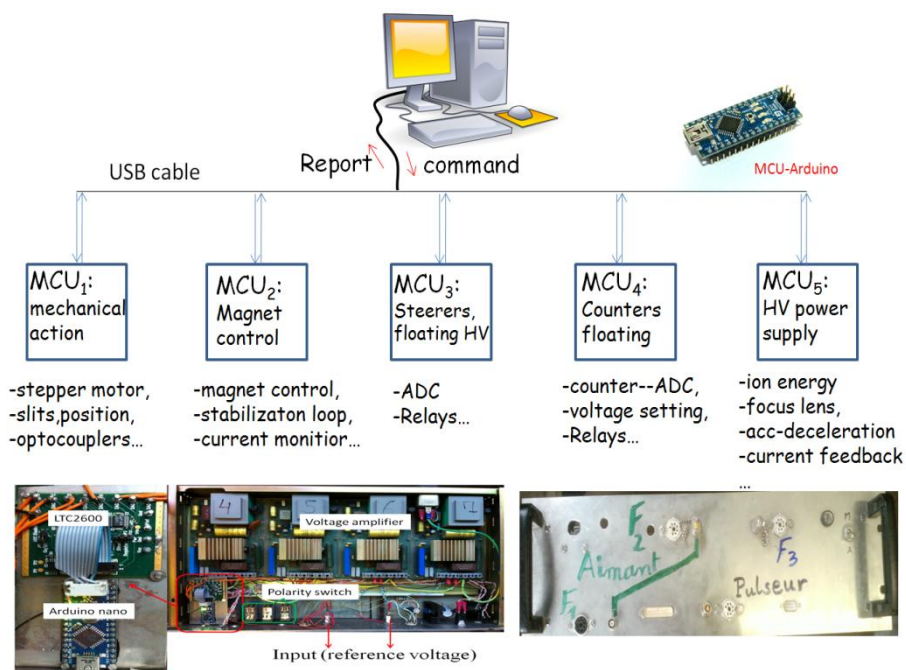 Report
command
USB cable
MCU-Arduino
MCU₁:
mechanical
action
MCU₂:
Magnet
control
MCU₃:
Steerers,
floating HV
MCU₄:
Counters
floating
MCU₅:
HV power
supply
-stepper motor,
-slits,position,
-optocouplers...
-magnet control,
-stabilizaton loop,
-current monitior...
-ADC
-Relays...
-counter--ADC,
-voltage setting,
-Relays...
-ion energy
-focus lens,
-acc-deceleration
-current feedback
...
LTC2600
Arduino nano
4
5
6
7
Voltage amplifier
Polarity switch
Input (reference voltage)
F2
Aimant
F1
F3
Pulseur